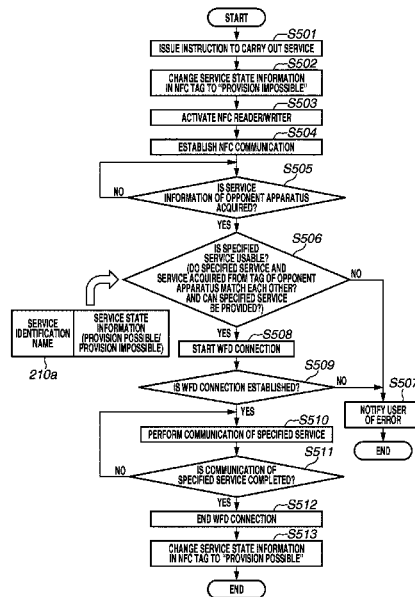 START
S501
ISSUE INSTRUCTION TO CARRY OUT SERVICE
S502
CHANGE SERVICE STATE INFORMATION
IN NFC TAG TO "PROVISION IMPOSSIBLE"
S503
ACTIVATE NFC READER/WRITER
S504
ESTABLISH NFC COMMUNICATION
S505
IS SERVICE
INFORMATION OF OPPONENT APPARATUS
ACQUIRED?
NO
YES
S506
IS SPECIFIED
SERVICE USABLE?
(DO SPECIFIED SERVICE AND
SERVICE ACQUIRED FROM TAG OF OPPONENT
APPARATUS MATCH EACH OTHER?
AND CAN SPECIFIED SERVICE
BE PROVIDED?)
NO
YES
SERVICE
IDENTIFICATION
NAME
SERVICE STATE
INFORMATION
(PROVISION POSSIBLE/
PROVISION IMPOSSIBLE)
210a
S508
START WFD CONNECTION
S509
IS WFD CONNECTION ESTABLISHED?
NO
YES
S507
NOTIFY USER
OF ERROR
END
S510
PERFORM COMMUNICATION OF SPECIFIED SERVICE
S511
IS COMMUNICATION OF
SPECIFIED SERVICE COMPLETED?
NO
YES
S512
END WFD CONNECTION
S513
CHANGE SERVICE STATE INFORMATION
IN NFC TAG TO "PROVISION POSSIBLE"
END